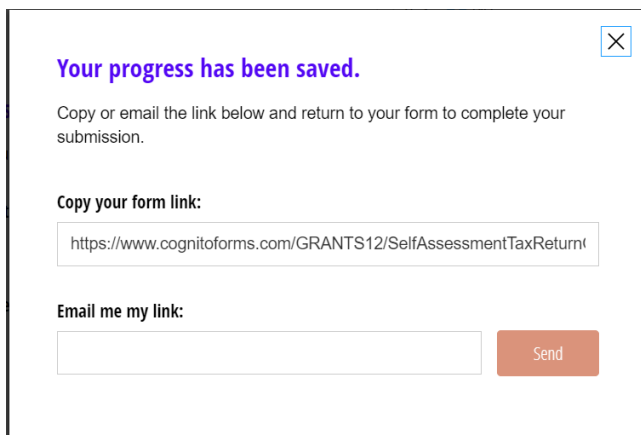 Your progress has been saved.
Copy or email the link below and return to your form to complete your
submission.
Copy your form link:
https://www.cognitoforms.com/GRANTS12/SelfAssessmentTaxReturn
Email me my link:
Send